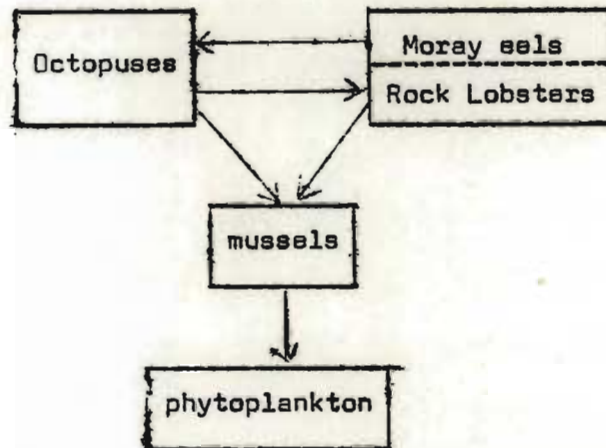 Octopuses
Moray eels
Rock Lobsters
mussels
phytoplankton